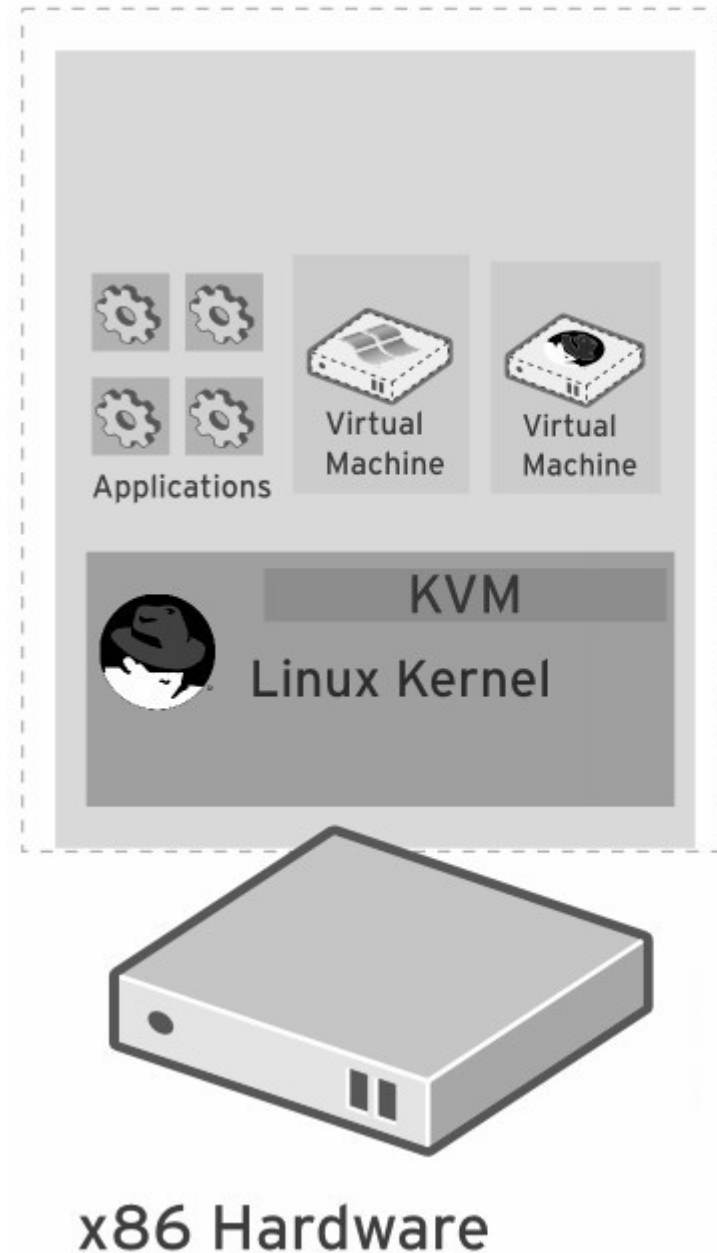 Applications
Virtual
Machine
Virtual
Machine
KVM
Linux Kernel
x86 Hardware